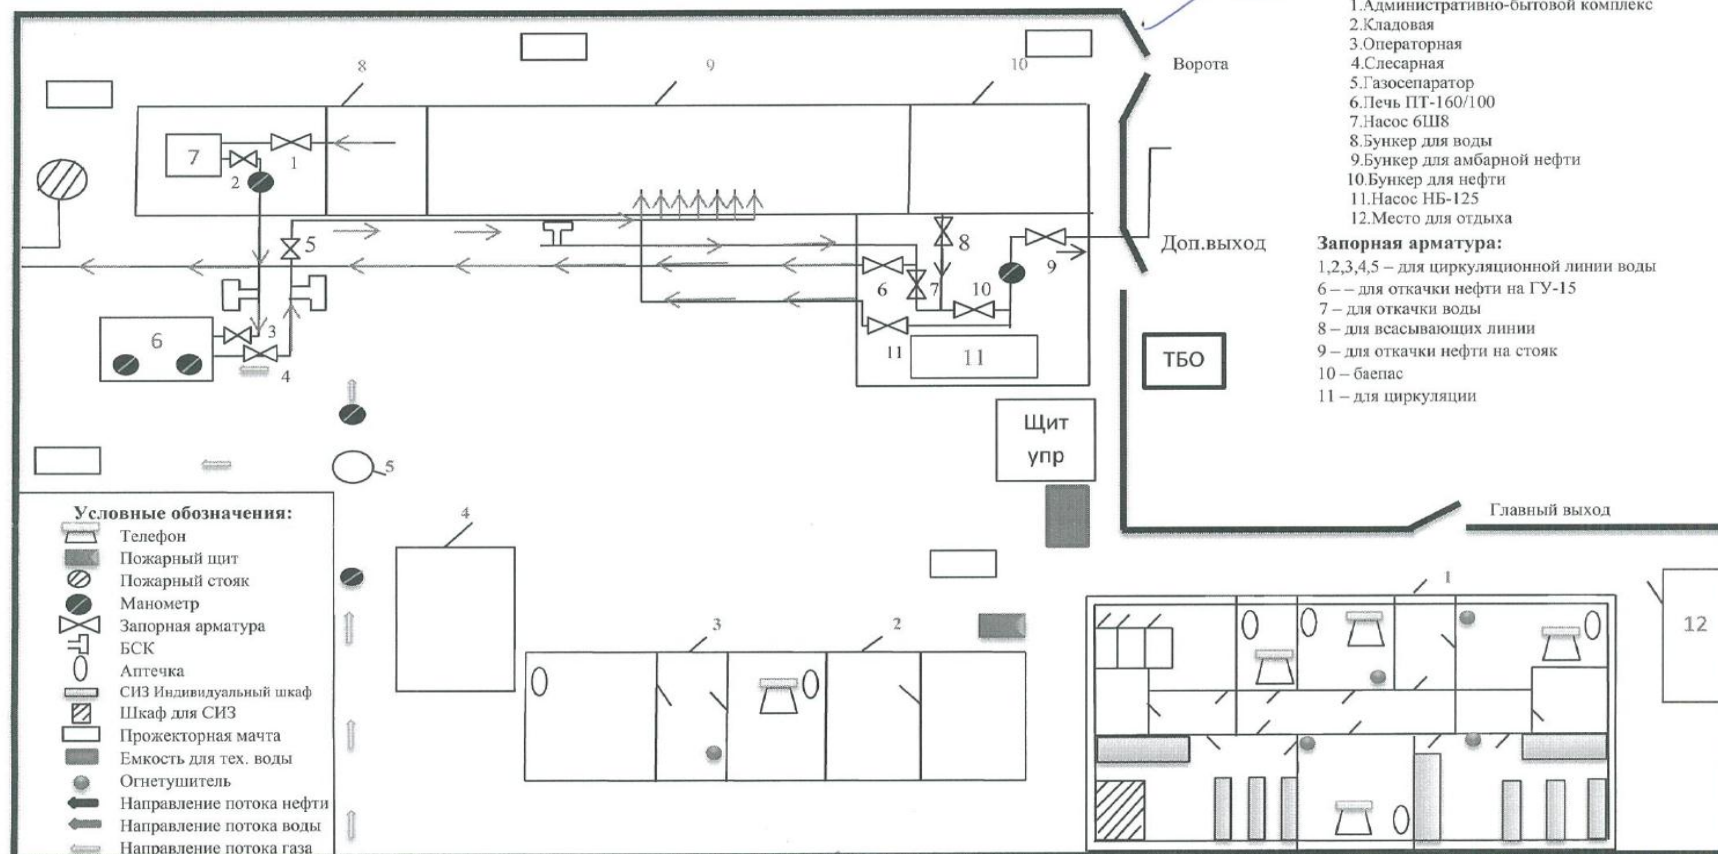 1.Административно-бытовой комплекс
2.Кладовая
3.Операторная
4.Слесарная
5.Газосепаратор
6.Печь ПТ-160/100
7.Насос 6Ш8
8.Бункер для воды
9.Бункер для амбарной нефти
10.Бункер для нефти
11.Насос НБ-125
12.Место для отдыха
Запорная арматура:
1,2,3,4,5 – для циркуляционной линии воды
6 – – для откачки нефти на ГУ-15
7 – для откачки воды
8 – для всасывающих линии
9 – для откачки нефти на стояк
10 – баепас
11 – для циркуляции
Ворота
Доп.выход
ТБО
Главный выход
8
9
10
7
1
2
5
8
9
6
7
10
11
11
6
3
4
Щит
упр
5
4
3
2
1
12
Условные обозначения:
Телефон
Пожарный щит
Пожарный стояк
Манометр
Запорная арматура
БСК
Аптечка
СИЗ Индивидуальный шкаф
Шкаф для СИЗ
Прожекторная мачта
Емкость для тех. воды
Огнетушитель
Направление потока нефти
Направление потока воды
Направление потока газа